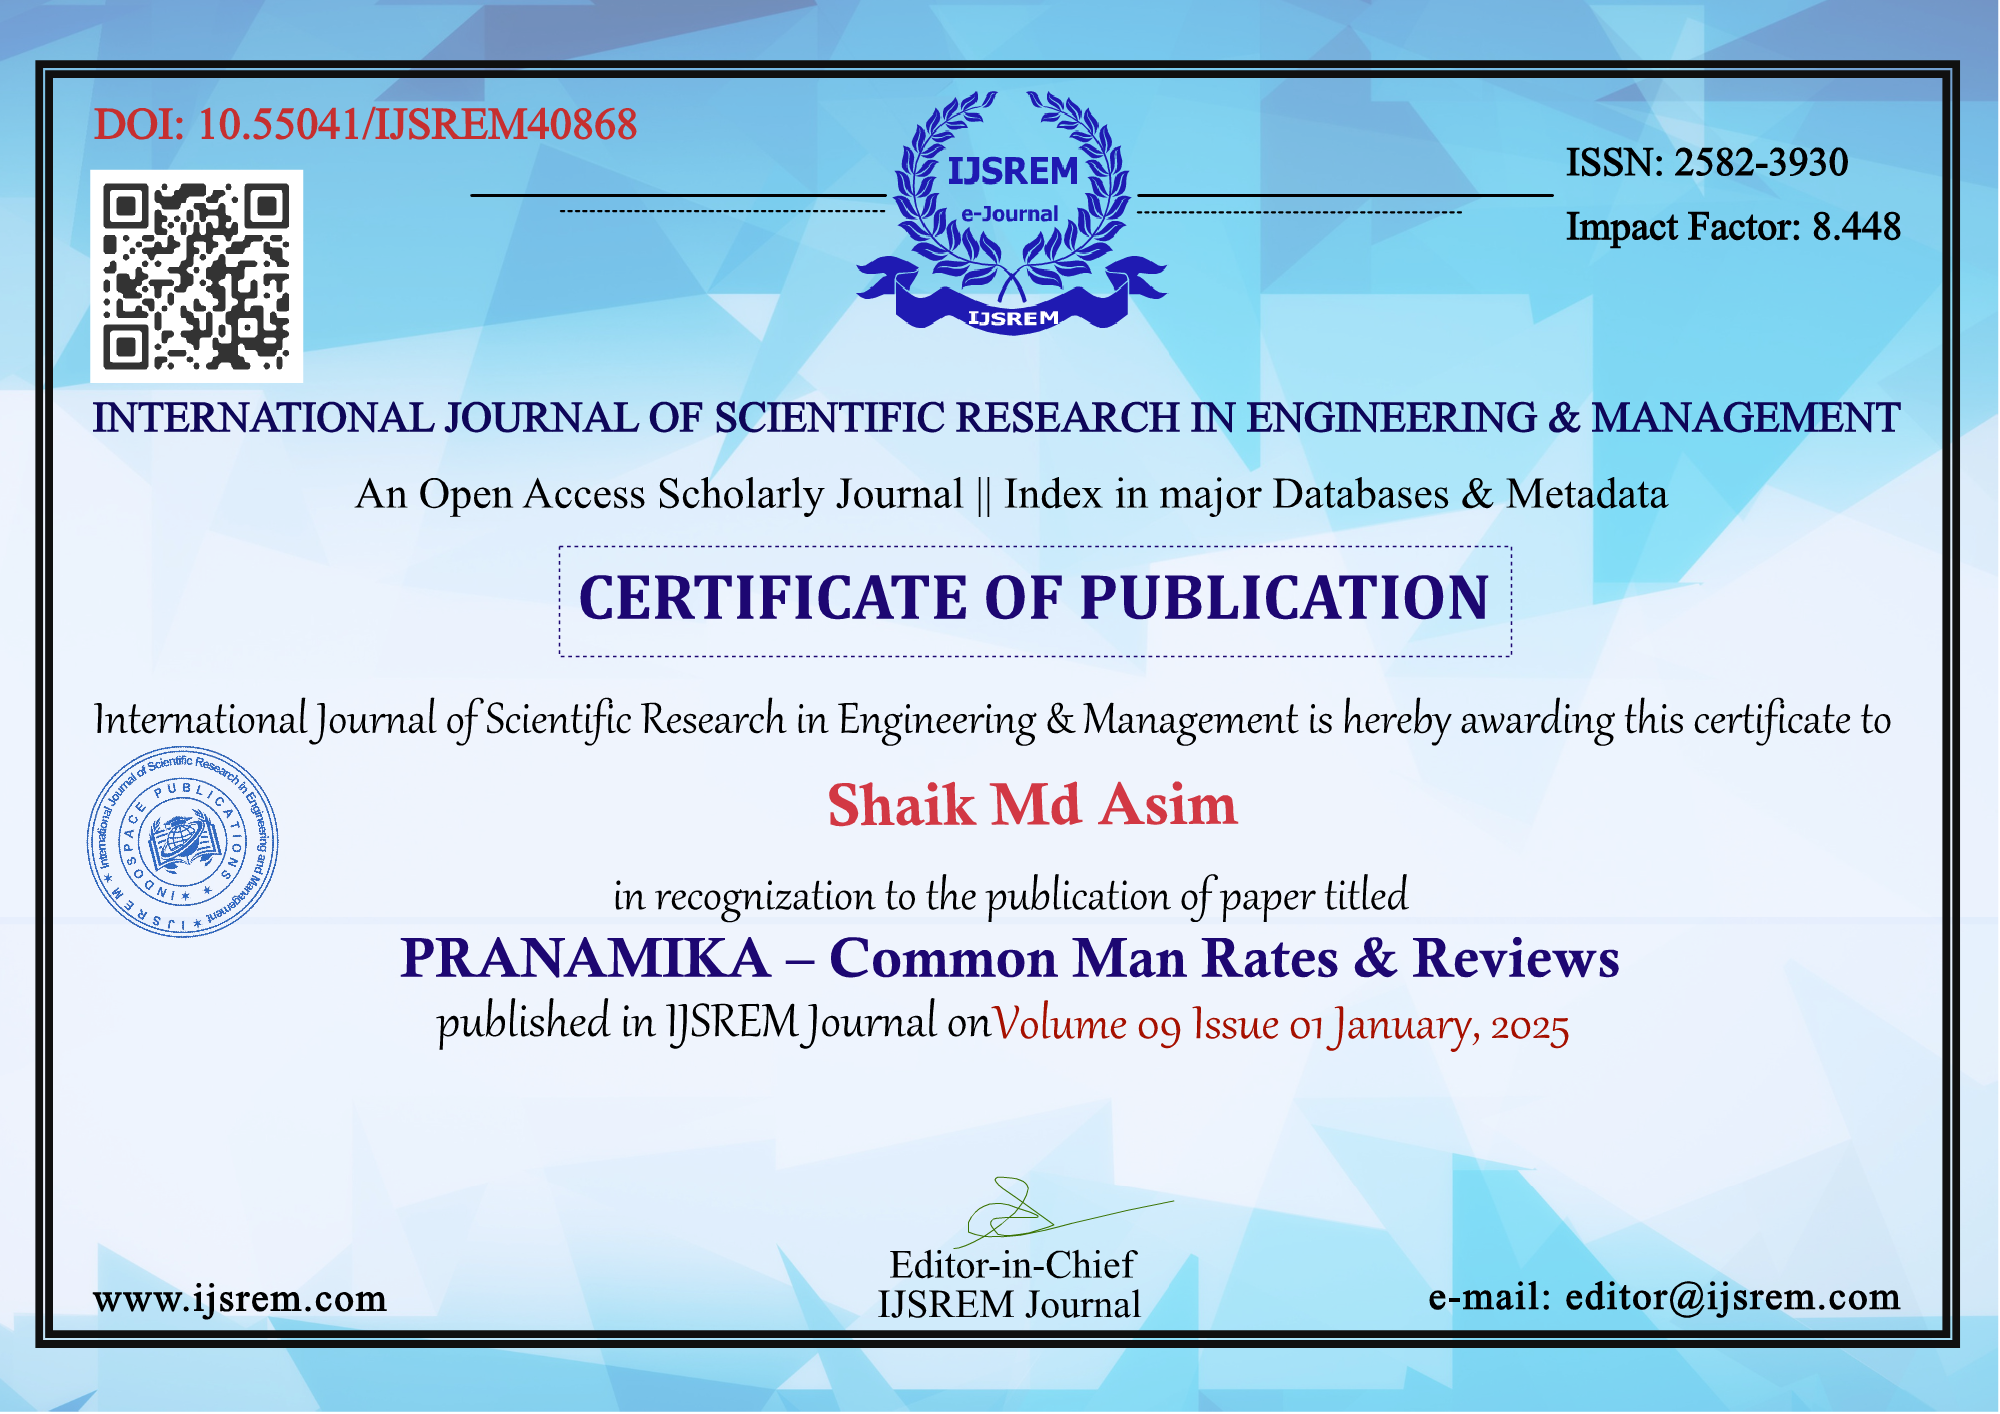 DOI: 10.55041/IJSREM40868
IJSREM
e-Journal
IJSREM
ISSN: 2582-3930
Impact Factor: 8.448
INTERNATIONAL JOURNAL OF SCIENTIFIC RESEARCH IN ENGINEERING & MANAGEMENT
An Open Access Scholarly Journal || Index in major Databases & Metadata
CERTIFICATE OF PUBLICATION
International Journal of Scientific Research in Engineering & Management is hereby awarding this certificate to
International Journal of Scientific Research in Engineering and Management ★ IJSREM ★
INDOSPACE PUBLICATIONS ★ ★
Shaik Md Asim
in recognization to the publication of paper titled
PRANAMIKA – Common Man Rates & Reviews
published in IJSREM Journal on Volume 09 Issue 01 January, 2025
Editor-in-Chief
IJSREM Journal
www.ijsrem.com
e-mail: editor@ijsrem.com